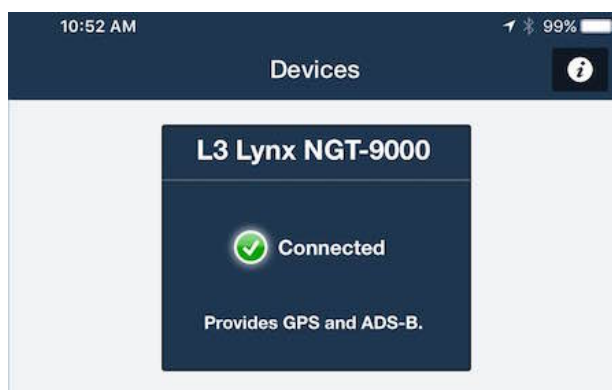 10:52 AM 99%
Devices
i
L3 Lynx NGT-9000
Connected
Provides GPS and ADS-B.